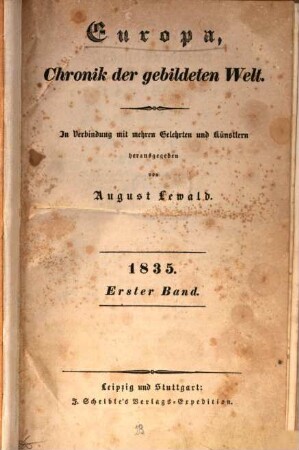 Europa,
Chronik der gebildeten Welt.
In Verbindung mit mehren Gelehrten und Künstlern
herausgegeben
von
August Lewald.
1835.
Erster Band.
Leipzig und Stuttgart:
J. Scheible's Verlags-Expedition.